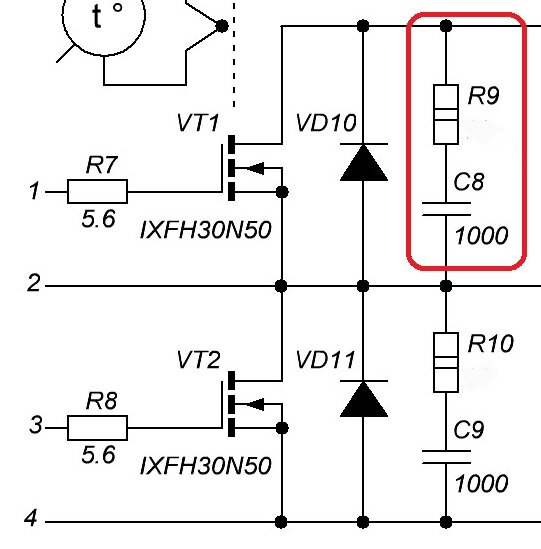 t °
VT1
VD10
R9
R7
C8
1
5.6
IXFH30N50
1000
2
VT2
VD11
R10
R8
C9
3
5.6
IXFH30N50
1000
4